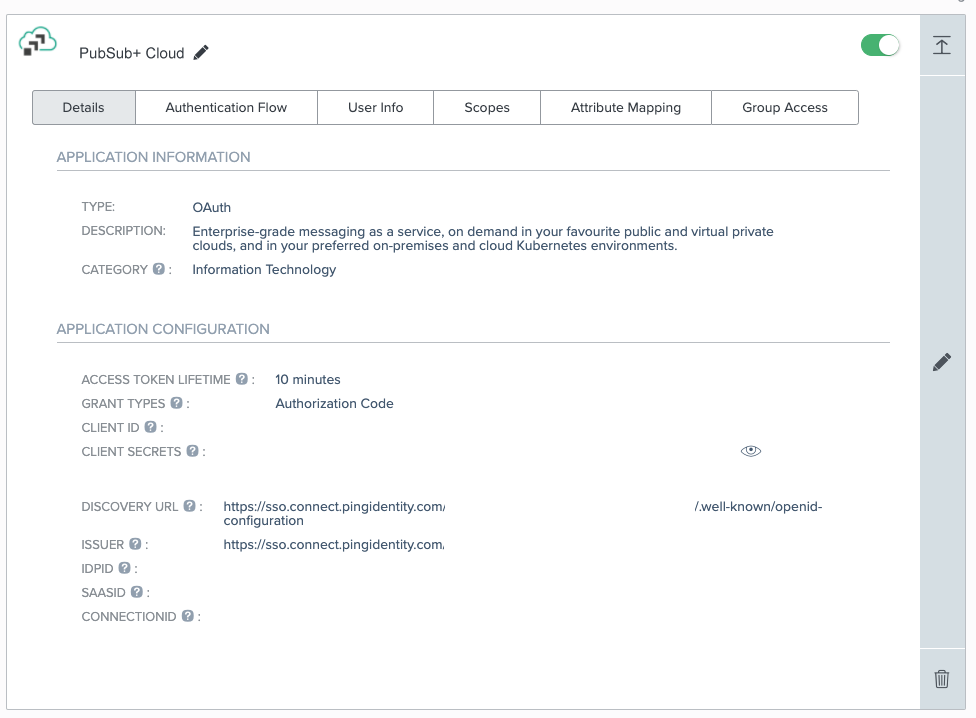 PubSub+ Cloud
Details
Authentication Flow
User Info
Scopes
Attribute Mapping
Group Access
APPLICATION INFORMATION
TYPE: OAuth
DESCRIPTION: Enterprise-grade messaging as a service, on demand in your favourite public and virtual private
clouds, and in your preferred on-premises and cloud Kubernetes environments.
CATEGORY ? : Information Technology
APPLICATION CONFIGURATION
ACCESS TOKEN LIFETIME ? : 10 minutes
GRANT TYPES ? : Authorization Code
CLIENT ID ? :
CLIENT SECRETS ? :
DISCOVERY URL ? : https://sso.connect.pingidentity.com/ /.well-known/openid-
configuration
ISSUER ? : https://sso.connect.pingidentity.com.
IDPID ? :
SAASID ? :
CONNECTIONID ? :